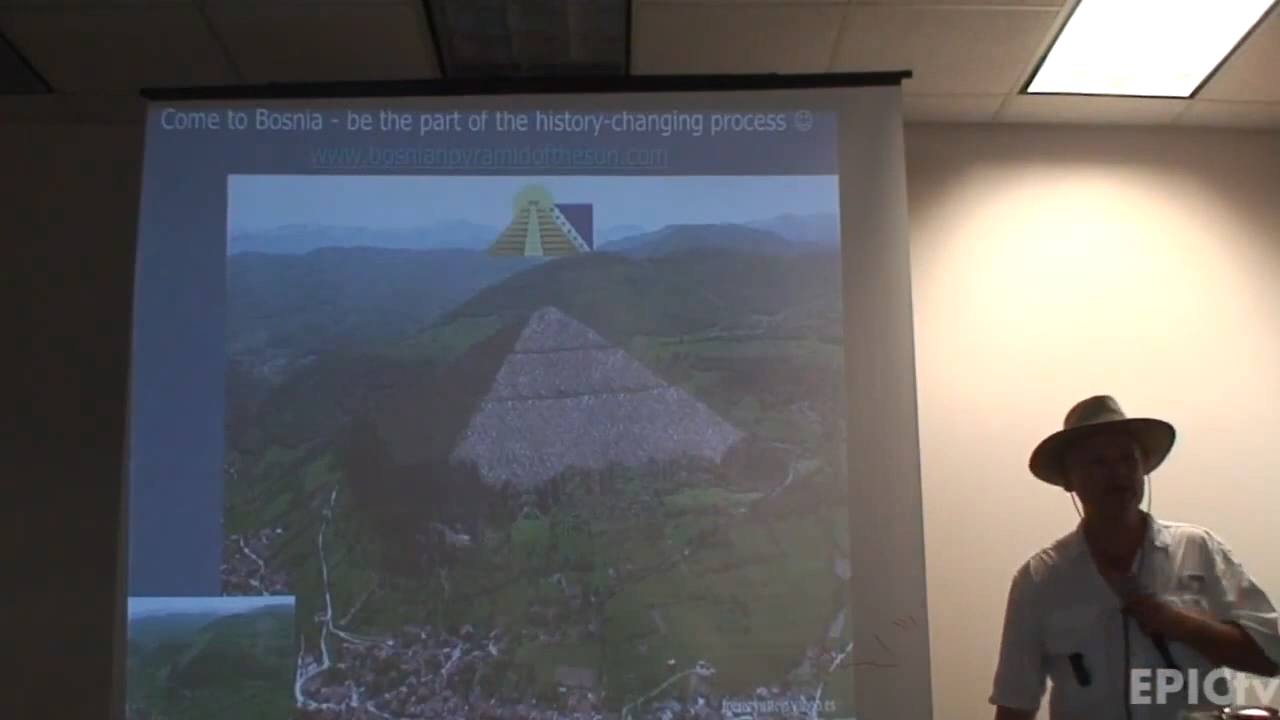 Come to Bosnia - be the part of the history-changing process ☺
www.bosnianpyramidofthesun.com
EPICtv